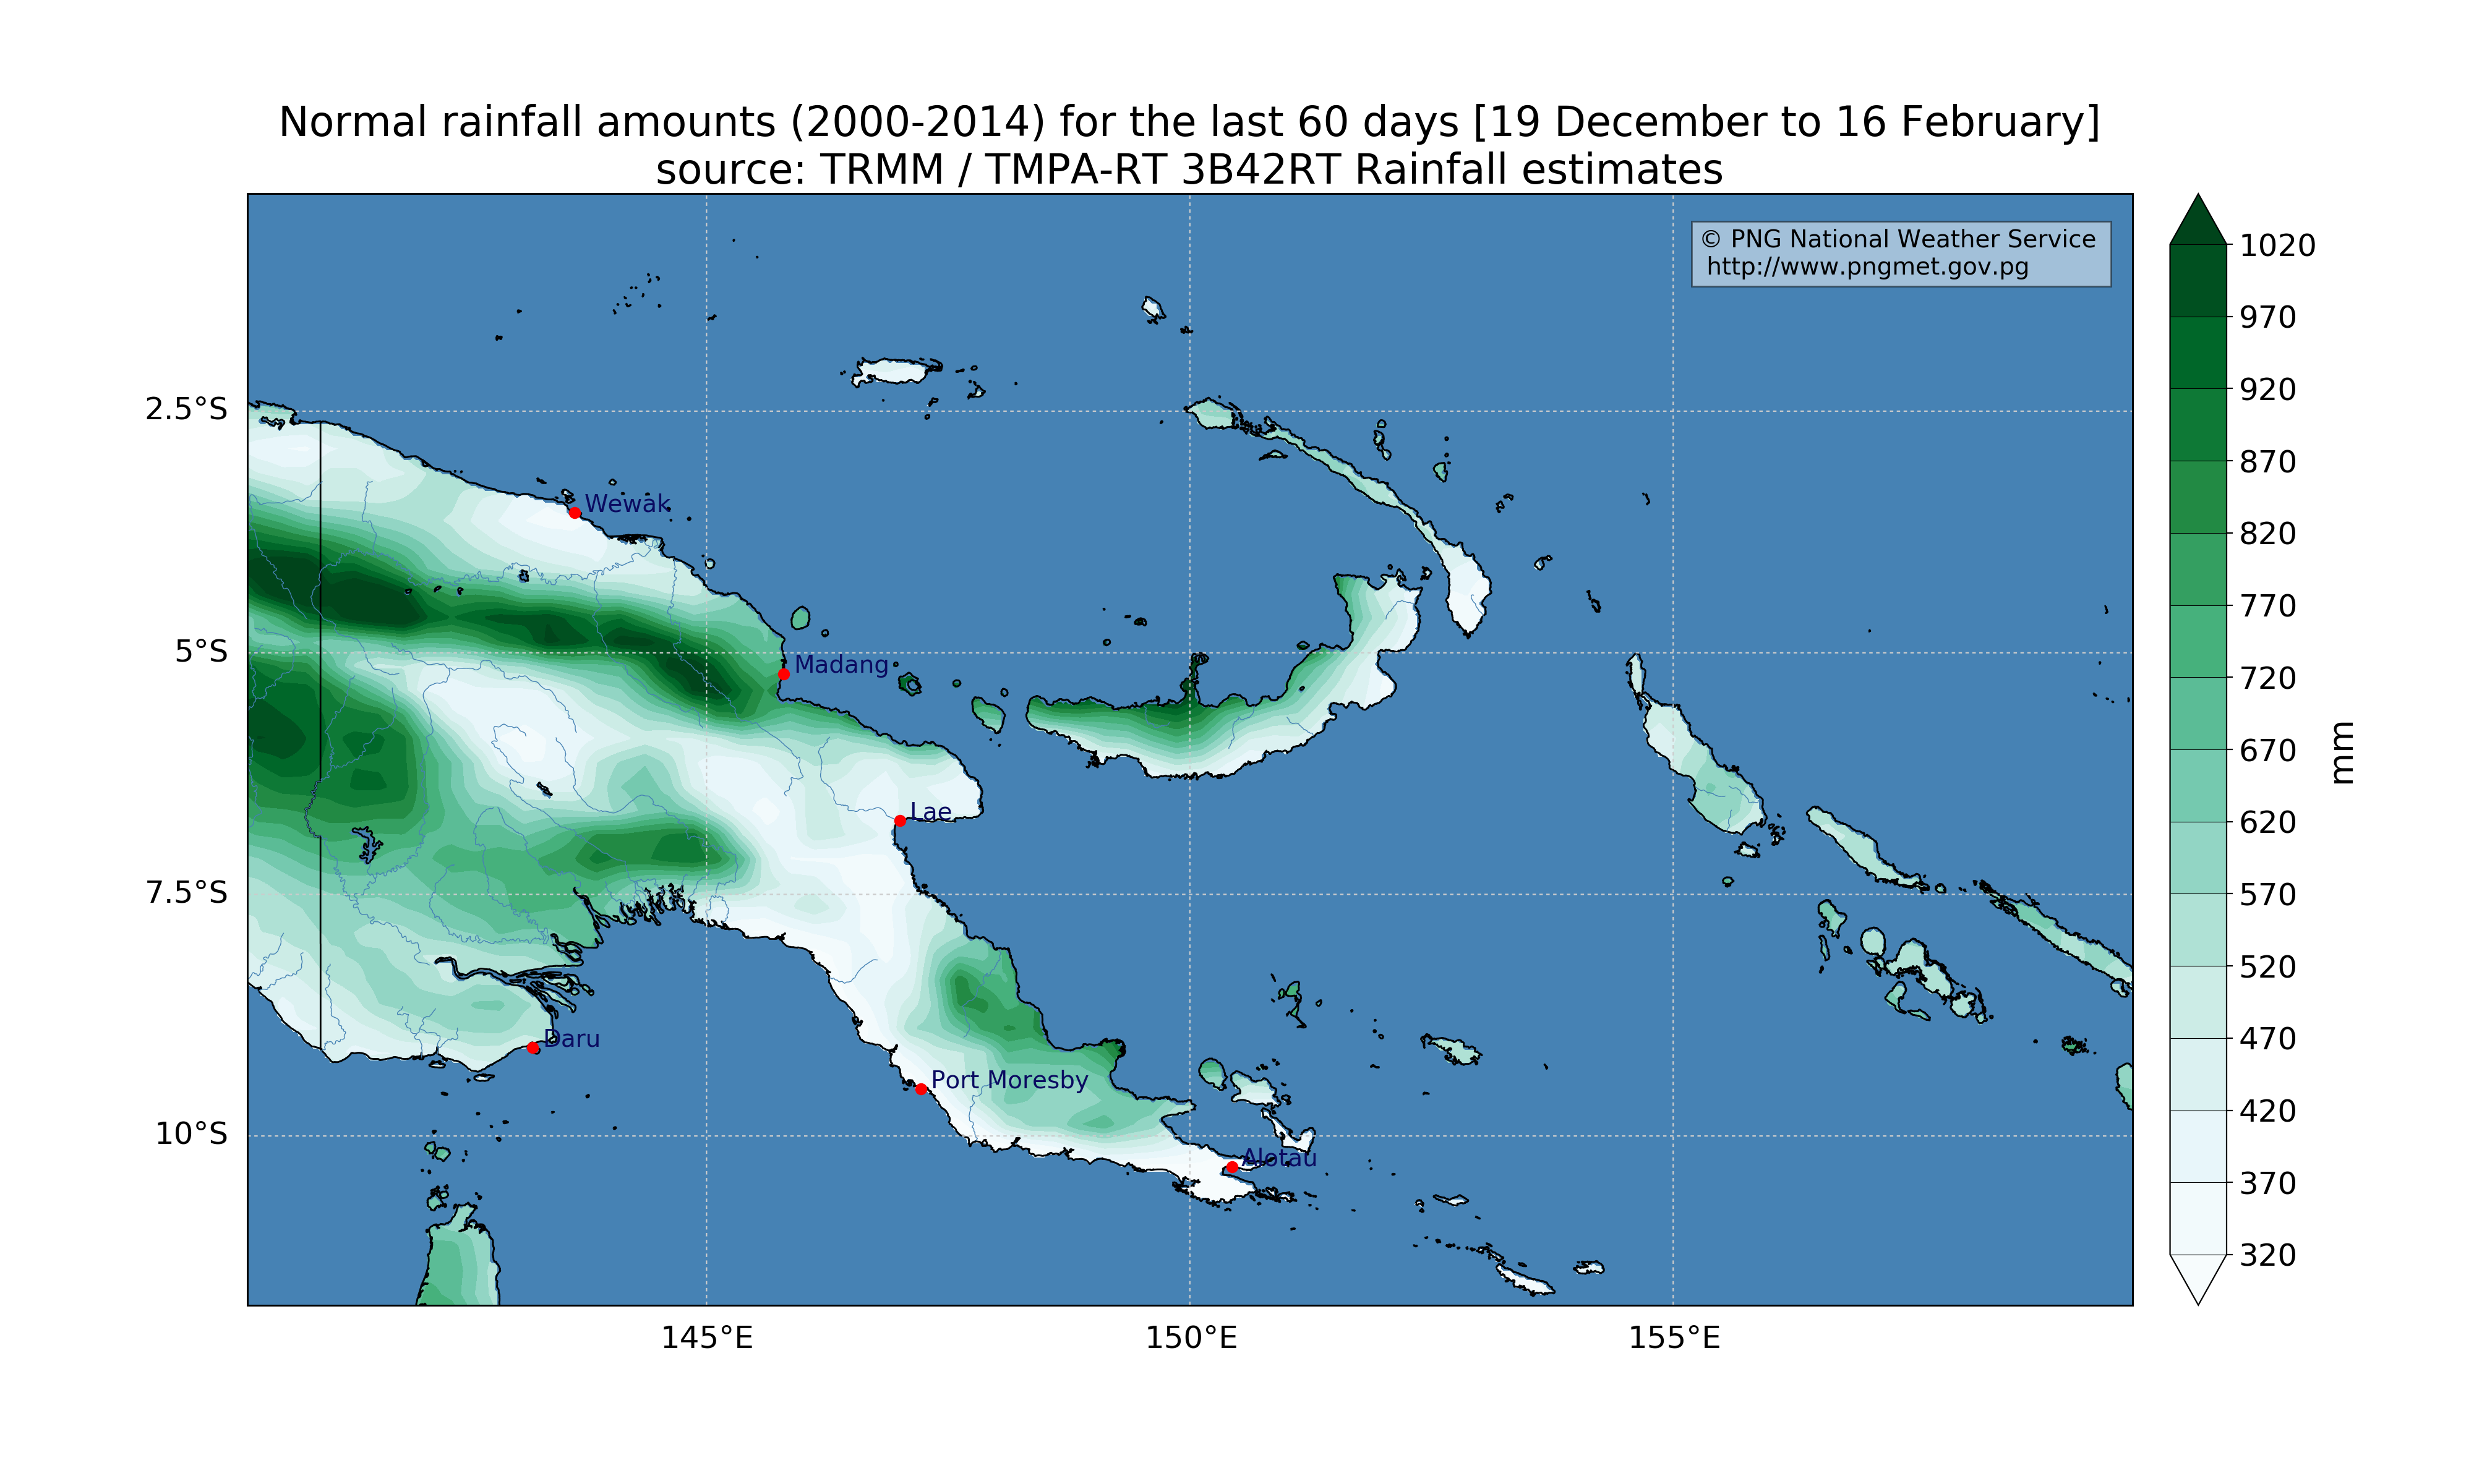 Normal rainfall amounts (2000-2014) for the last 60 days [19 December to 16 February]
source: TRMM / TMPA-RT 3B42RT Rainfall estimates
© PNG National Weather Service
http://www.pngmet.gov.pg
1020
970
920
870
820
770
720
670
620
570
520
470
420
370
320
mm
2.5°S
5°S
7.5°S
10°S
Wewak
Madang
Lae
Daru
Port Moresby
Alotau
145°E
150°E
155°E